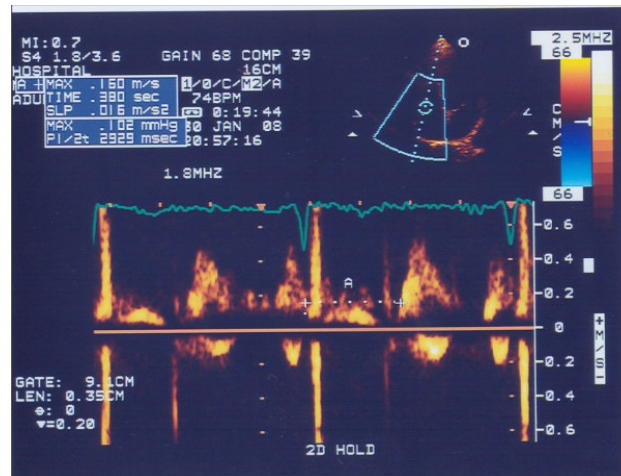 MI:0.7
S4 1.8/3.6
GAIN 68 COMP 39
HOSPITAL
16CM
MAX .160 m/s
1/0/C/M2/A
ADU
TIME .380 sec
74BPM
SLP .016 m/s2
0:19:44
MAX .102 mmHg
30 JAN 08
P1/2t 2929 msec
20:57:16
1.8MHZ
2.5MHZ
66
CM/S
66
A
0.6
0.4
0.2
0
-0.2
-0.4
-0.6
+M/S-
GATE: 9.1CM
LEN: 0.35CM
: 0
=0.20
2D HOLD